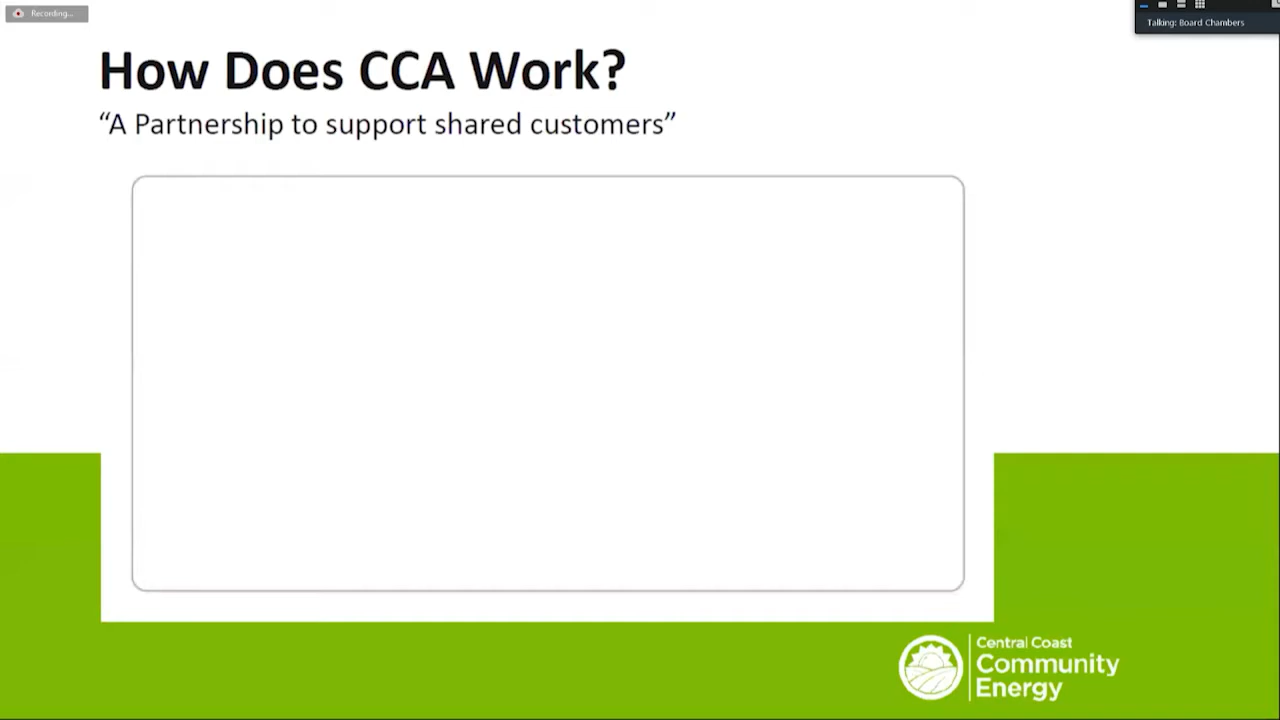 Recording...
Talking: Board Chambers
How Does CCA Work?
“A Partnership to support shared customers”
Central Coast
Community
Energy